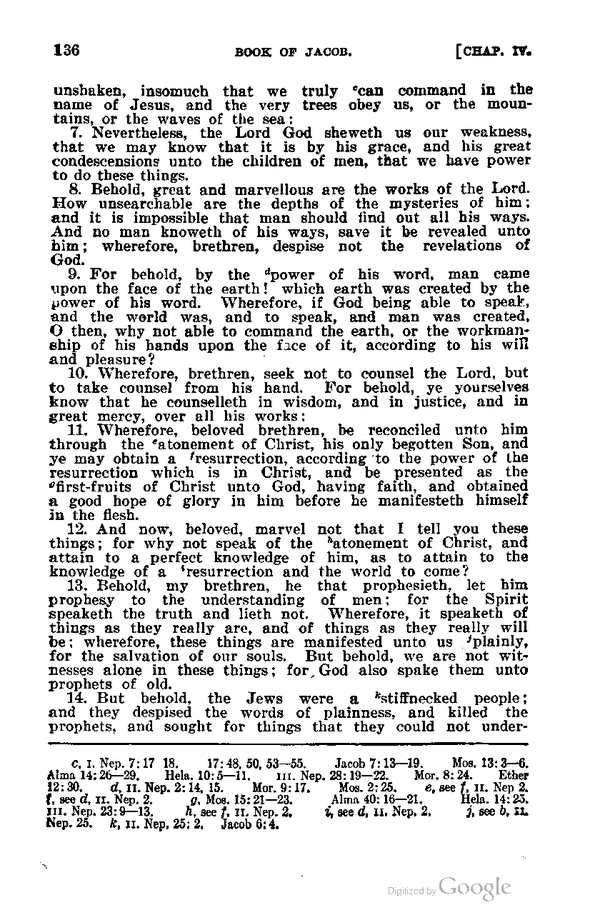 136 BOOK OF JACOB. [CHAP. IV.
unshaken, insomuch that we truly ᶜcan command in the
name of Jesus, and the very trees obey us, or the moun-
tains, or the waves of the sea:
7. Nevertheless, the Lord God sheweth us our weakness,
that we may know that it is by his grace, and his great
condescensions unto the children of men, that we have power
to do these things.
8. Behold, great and marvellous are the works of the Lord.
How unsearchable are the depths of the mysteries of him;
and it is impossible that man should find out all his ways.
And no man knoweth of his ways, save it be revealed unto
him; wherefore, brethren, despise not the revelations of
God.
9. For behold, by the ᵈpower of his word, man came
upon the face of the earth! which earth was created by the
power of his word. Wherefore, if God being able to speak,
and the world was, and to speak, and man was created,
O then, why not able to command the earth, or the workman-
ship of his hands upon the face of it, according to his will
and pleasure?
10. Wherefore, brethren, seek not to counsel the Lord, but
to take counsel from his hand. For behold, ye yourselves
know that he counselleth in wisdom, and in justice, and in
great mercy, over all his works:
11. Wherefore, beloved brethren, be reconciled unto him
through the ᵉatonement of Christ, his only begotten Son, and
ye may obtain a ᶠresurrection, according to the power of the
resurrection which is in Christ, and be presented as the
ᵍfirst-fruits of Christ unto God, having faith, and obtained
a good hope of glory in him before he manifesteth himself
in the flesh.
12. And now, beloved, marvel not that I tell you these
things; for why not speak of the ʰatonement of Christ, and
attain to a perfect knowledge of him, as to attain to the
knowledge of a ⁱresurrection and the world to come?
13. Behold, my brethren, he that prophesieth, let him
prophesy to the understanding of men; for the Spirit
speaketh the truth and lieth not. Wherefore, it speaketh of
things as they really are, and of things as they really will
be; wherefore, these things are manifested unto us ʲplainly,
for the salvation of our souls. But behold, we are not wit-
nesses alone in these things; for God also spake them unto
prophets of old.
14. But behold, the Jews were a ᵏstiffnecked people;
and they despised the words of plainness, and killed the
prophets, and sought for things that they could not under-
c, I. Nep. 7:17 18. 17:48, 50, 53—55. Jacob 7:13—19. Mos. 13:3—6.
Alma 14:26—29. Hela. 10:5—11. III. Nep. 28:19—22. Mor. 8:24. Ether
12:30. d, II. Nep. 2:14, 15. Mor. 9:17. Mos. 2:25. e, see f, II. Nep 2.
f, see d, II. Nep. 2. g, Mos. 15:21—23. Alma 40:16—21. Hela. 14:25.
III. Nep. 23:9—13. h, see f, II. Nep. 2. i, see d, II. Nep. 2. j, see b, II.
Nep. 25. k, II. Nep. 25:2. Jacob 6:4.
Digitized by Google